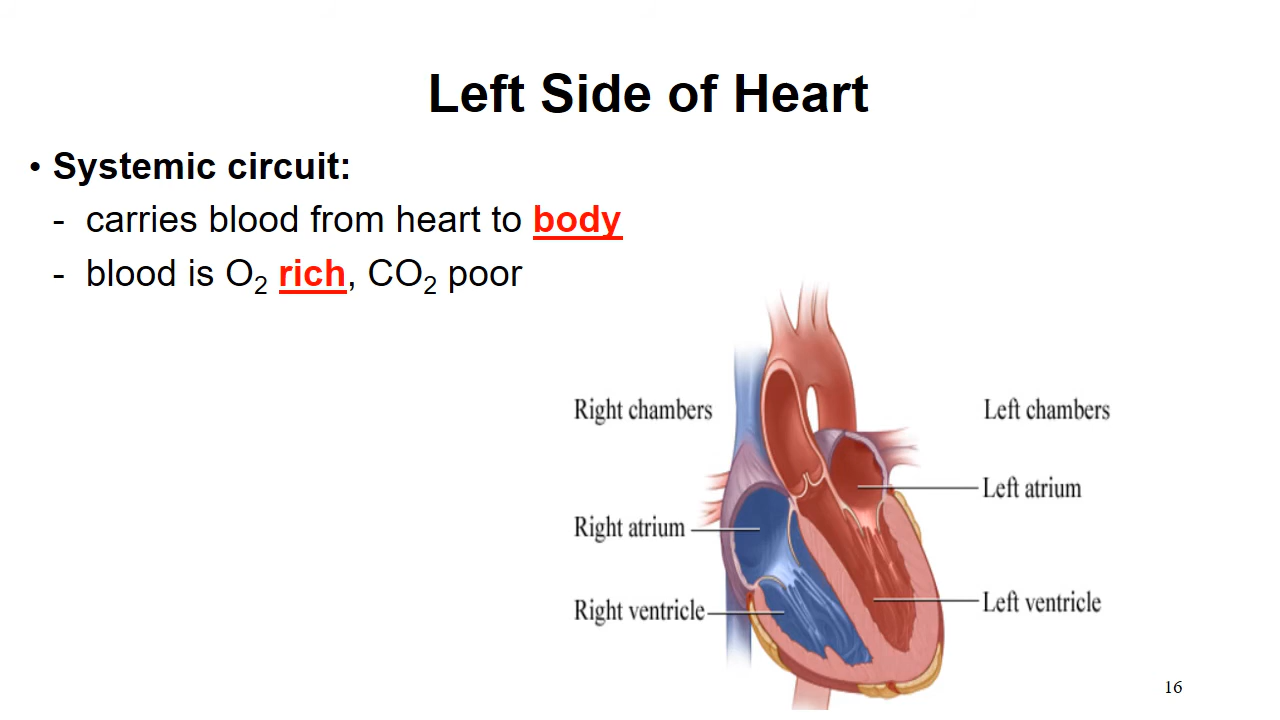 Left Side of Heart
• Systemic circuit:
- carries blood from heart to body
- blood is O₂ rich, CO₂ poor
Right chambers
Left chambers
Left atrium
Right atrium
Right ventricle
Left ventricle
16